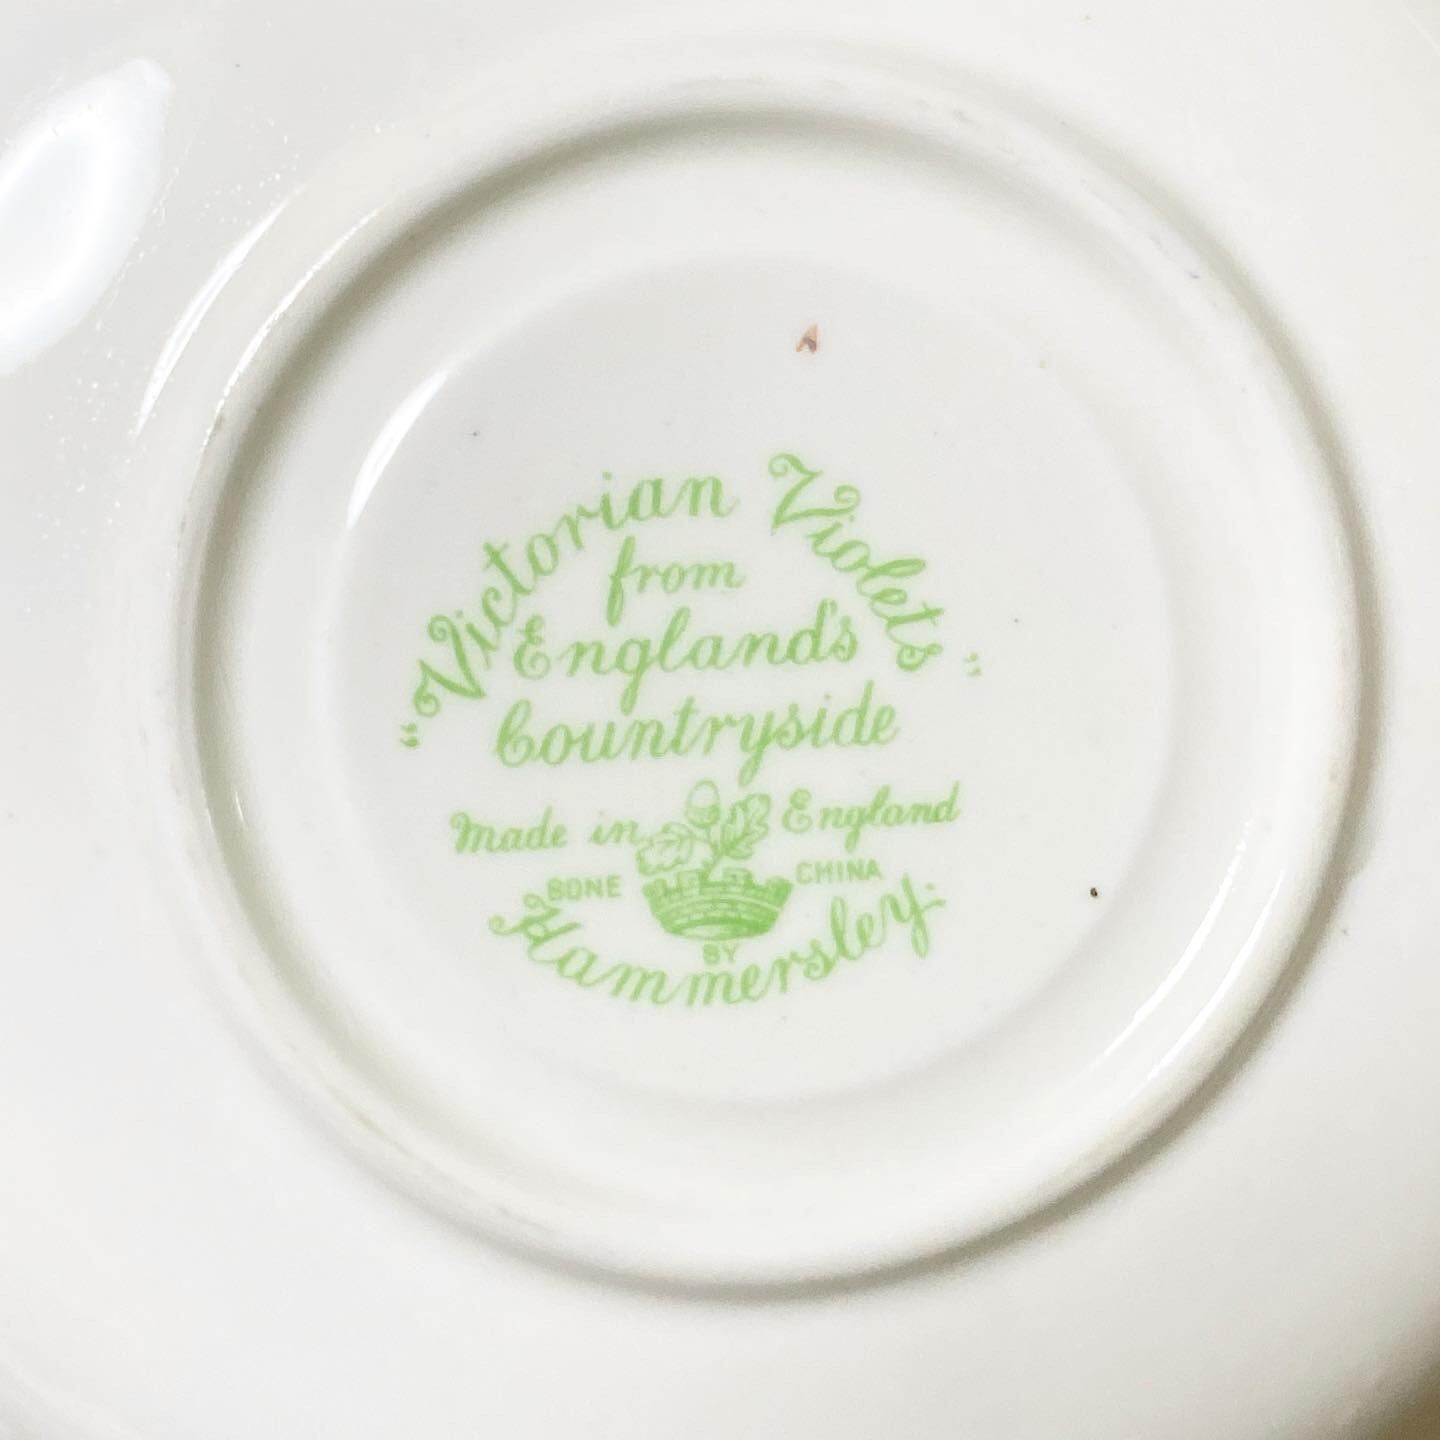 "Victorian Violets"
from
England's
Countryside
Made in England
BONE CHINA
BY
Hammersley.